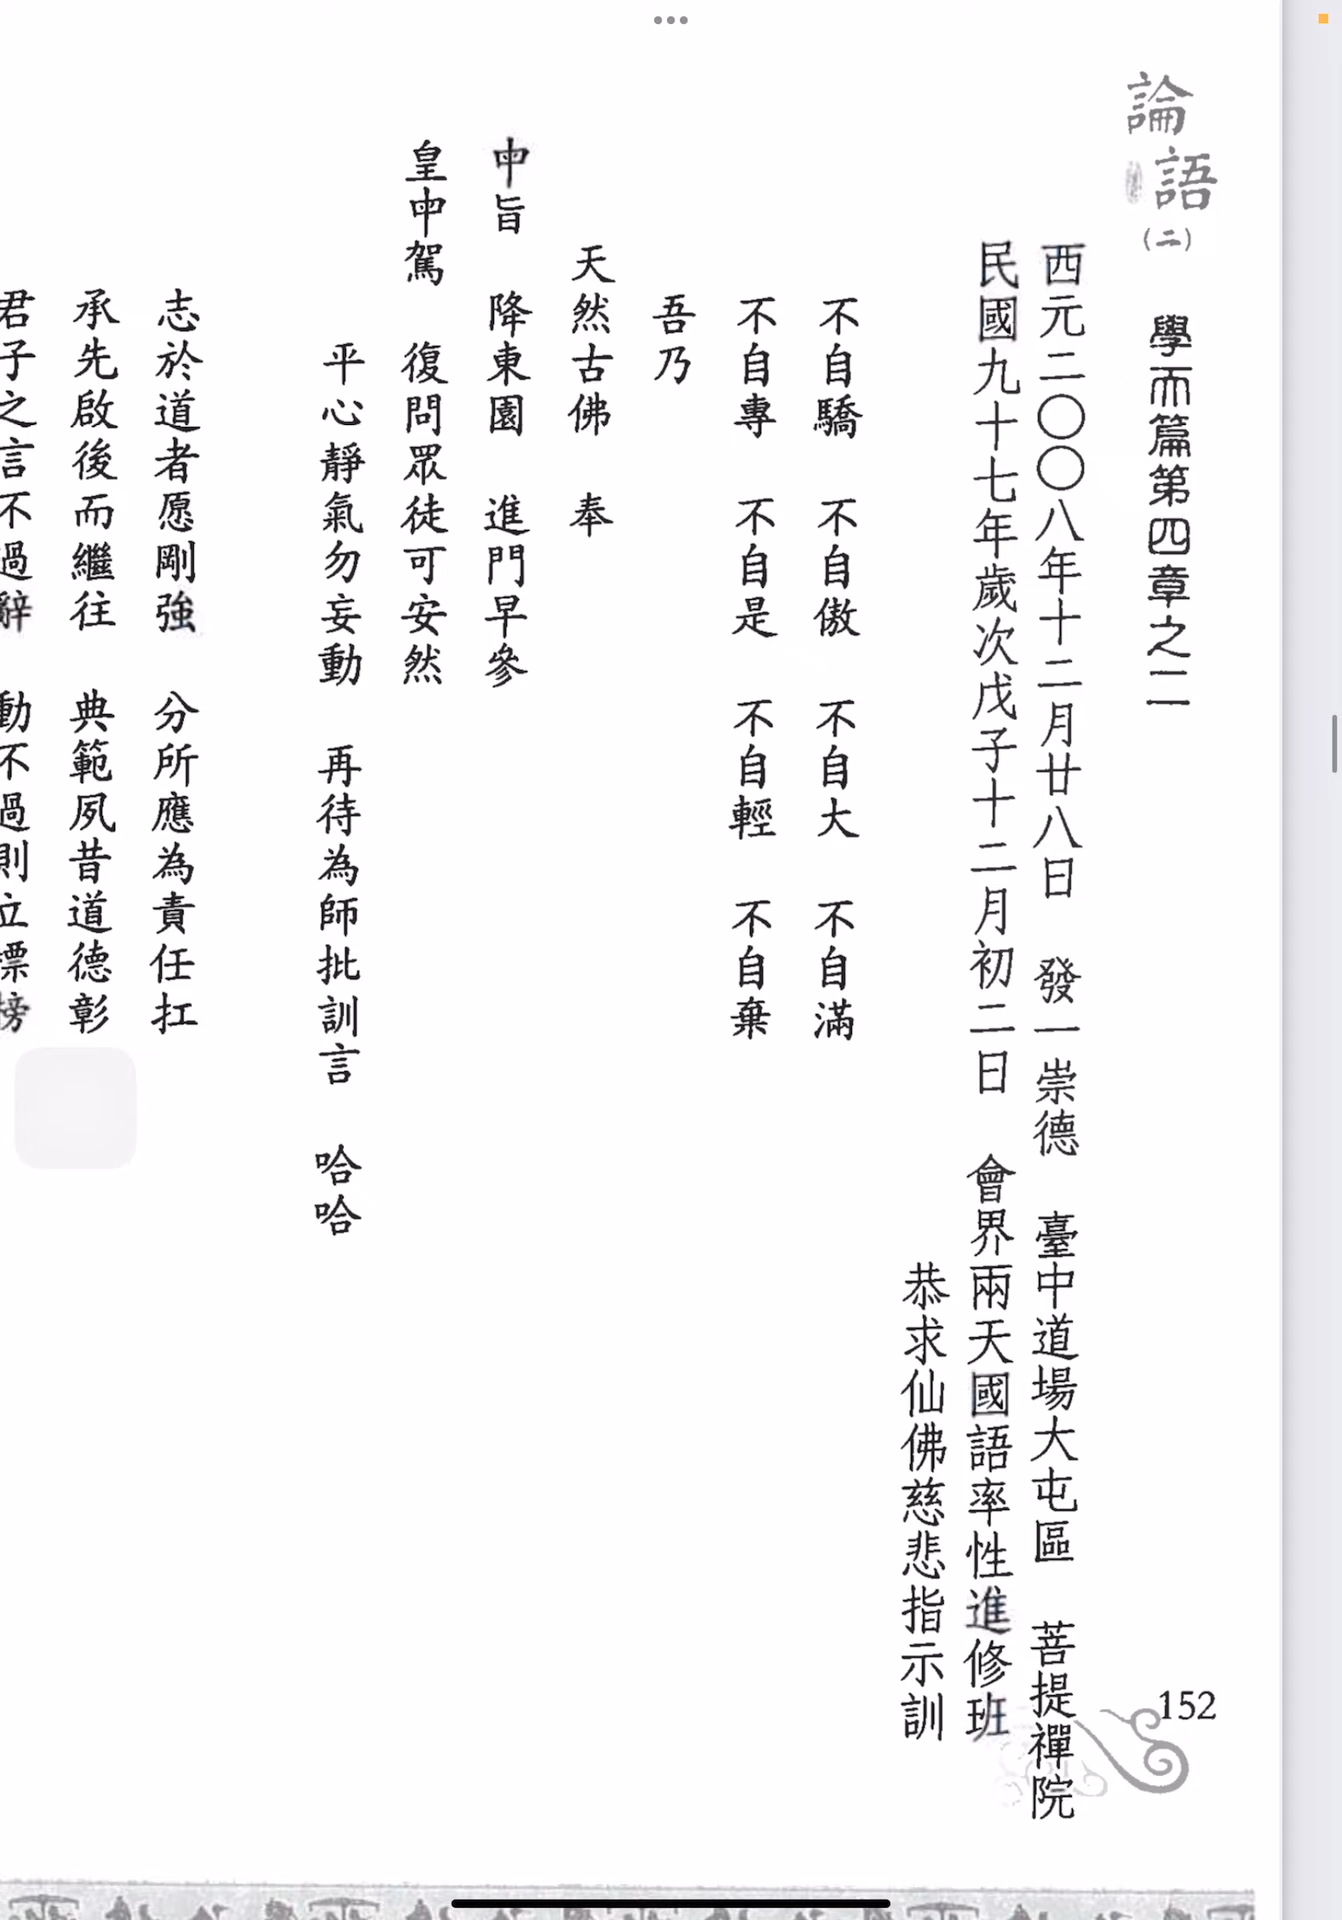 論語(二)
學而篇第四章之二
西元二〇〇八年十二月廿八日 發一崇德 臺中道場大屯區 菩提禪院
民國九十七年歲次戊子十二月初二日 會界兩天國語率性進修班
恭求仙佛慈悲指示訓
不自驕 不自傲 不自大 不自滿
不自專 不自是 不自輕 不自棄
吾乃
天然古佛 奉
旨 降東園 進門早參
皇 駕 復問眾徒可安然
平心靜氣勿妄動 再待為師批訓言 哈哈
志於道者愿剛強 分所應為責任扛
承先啟後而繼往 典範夙昔道德彰
君子之言不過辭 動不過則立標榜
152